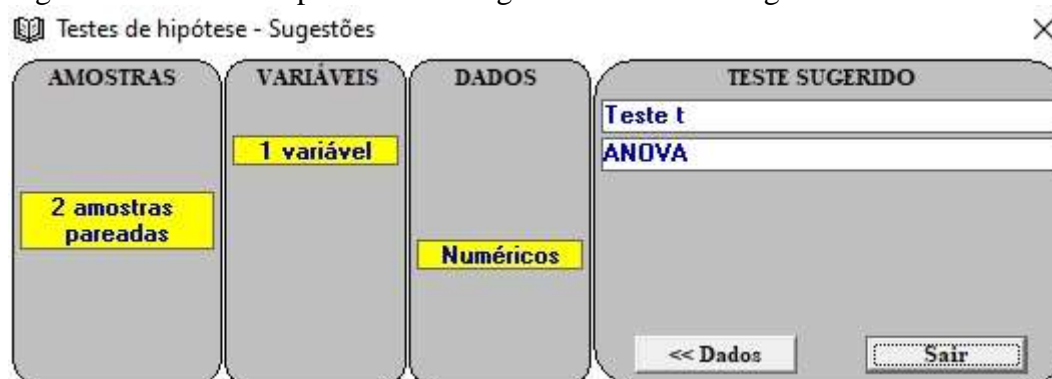 Testes de hipótese - Sugestões
AMOSTRAS
VARIÁVEIS
DADOS
TESTE SUGERIDO
Teste t
1 variável
ANOVA
2 amostras
pareadas
Numéricos
<< Dados
Sair